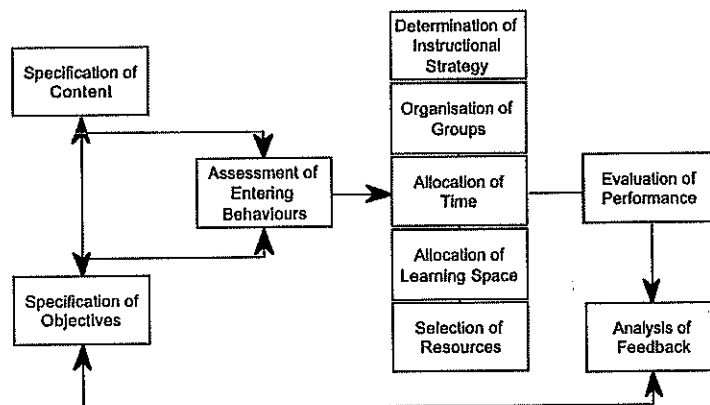 Specification of
Content
Specification of
Objectives
Assessment of
Entering
Behaviours
Determination of
Instructional
Strategy
Organisation of
Groups
Allocation of
Time
Allocation of
Learning Space
Selection of
Resources
Evaluation of
Performance
Analysis of
Feedback